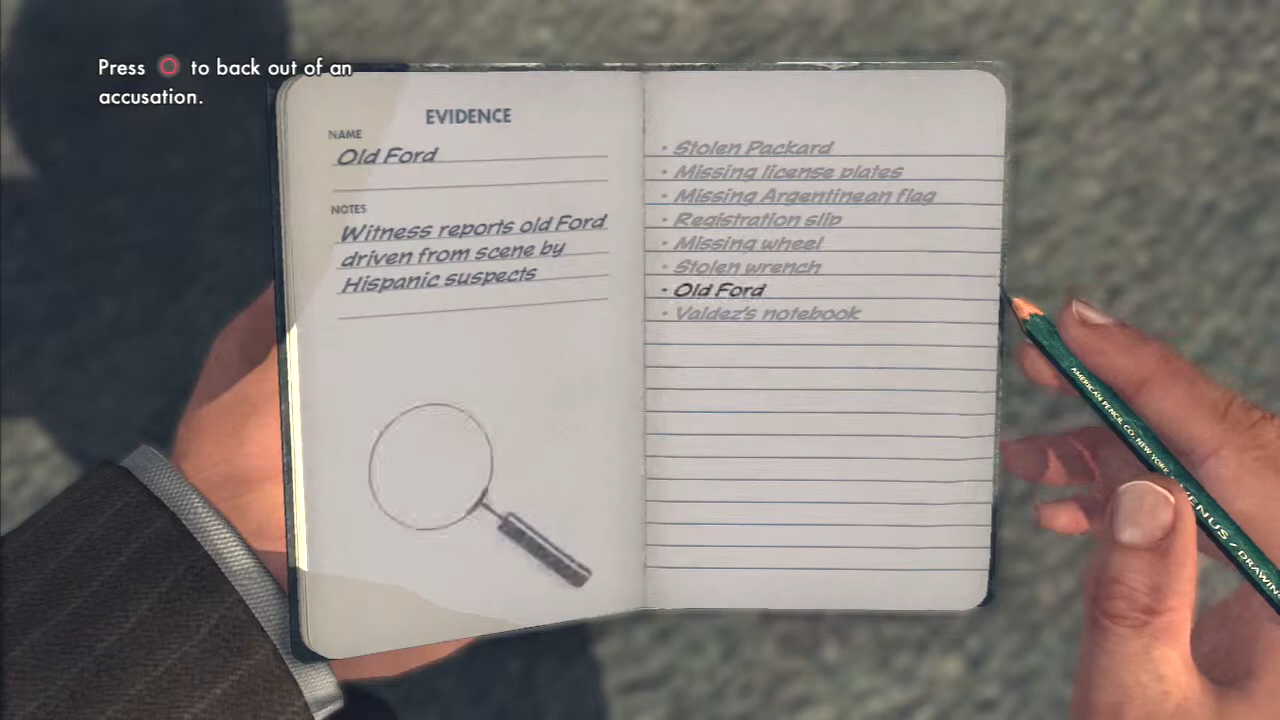 Press O to back out of an
accusation.
EVIDENCE
NAME
Old Ford
NOTES
Witness reports old Ford
driven from scene by
Hispanic suspects
• Stolen Packard
• Missing license plates
• Missing Argentinean flag
• Registration slip
• Missing wheel
• Stolen wrench
• Old Ford
• Valdez's notebook
AMERICAN PENCIL CO. NEW YORK
VENUS / DRAWIN